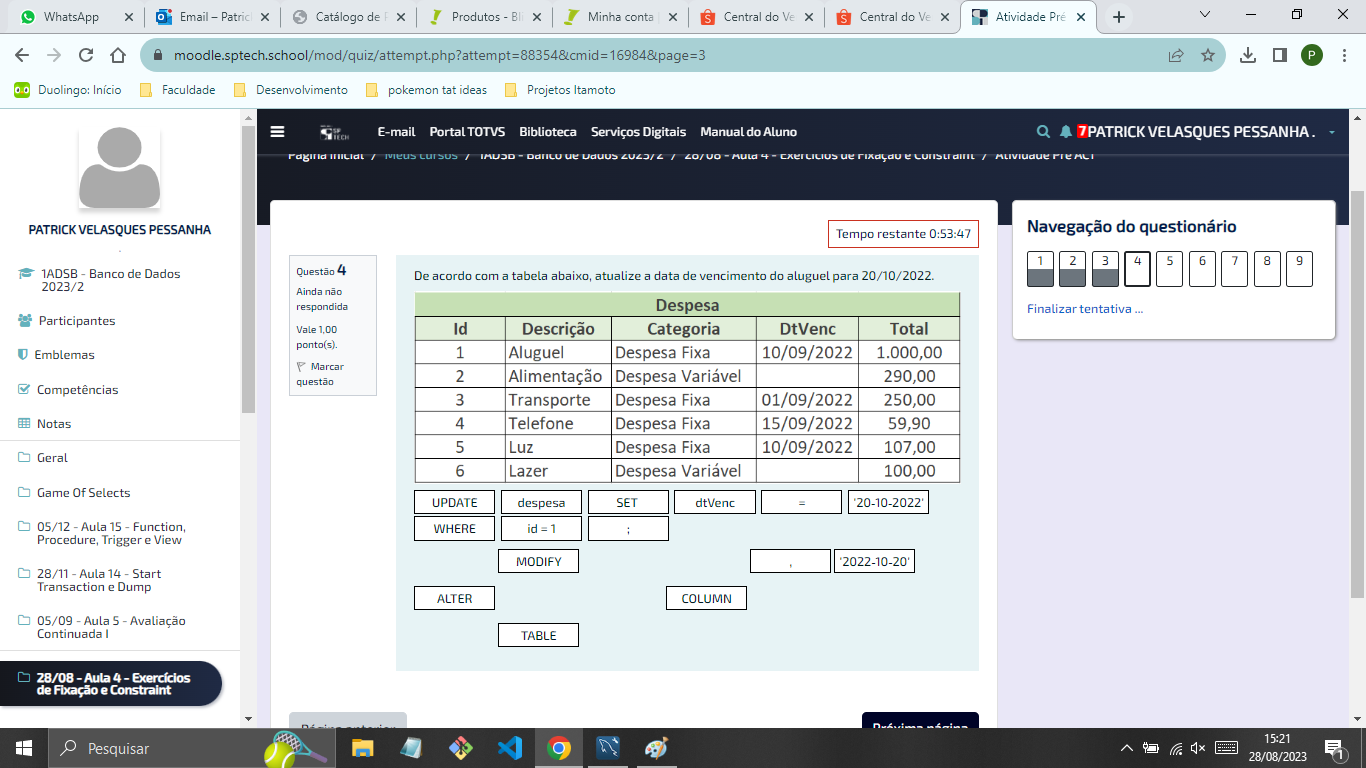 WhatsApp
Email – Patric
Catálogo de P
Produtos - Bli
Minha conta
Central do Ve
Central do Ve
Atividade Pré
moodle.sptech.school/mod/quiz/attempt.php?attempt=88354&cmid=16984&page=3
P
Duolingo: Início
Faculdade
Desenvolvimento
pokemon tat ideas
Projetos Itamoto
PATRICK VELASQUES PESSANHA
.
1ADSB - Banco de Dados
2023/2
Participantes
Emblemas
Competências
Notas
Geral
Game Of Selects
05/12 - Aula 15 - Function,
Procedure, Trigger e View
28/11 - Aula 14 - Start
Transaction e Dump
05/09 - Aula 5 - Avaliação
Continuada I
28/08 - Aula 4 - Exercícios
de Fixação e Constraint
SP TECH
E-mail Portal TOTVS Biblioteca Serviços Digitais Manual do Aluno
7 PATRICK VELASQUES PESSANHA .
Página inicial / Meus cursos / 1ADSB - Banco de Dados 2023/2 / 28/08 - Aula 4 - Exercícios de Fixação e Constraint / Atividade Pré AC1
Tempo restante 0:53:47
Questão 4
Ainda não
respondida
Vale 1,00
ponto(s).
Marcar
questão
De acordo com a tabela abaixo, atualize a data de vencimento do aluguel para 20/10/2022.
Despesa
Id Descrição Categoria DtVenc Total
1 Aluguel Despesa Fixa 10/09/2022 1.000,00
2 Alimentação Despesa Variável 290,00
3 Transporte Despesa Fixa 01/09/2022 250,00
4 Telefone Despesa Fixa 15/09/2022 59,90
5 Luz Despesa Fixa 10/09/2022 107,00
6 Lazer Despesa Variável 100,00
UPDATE despesa SET dtVenc = '20-10-2022'
WHERE id = 1 ;
MODIFY , '2022-10-20'
ALTER COLUMN
TABLE
Página anterior
Próxima página
Navegação do questionário
1 2 3 4 5 6 7 8 9
Finalizar tentativa ...
Pesquisar
15:21
28/08/2023
1